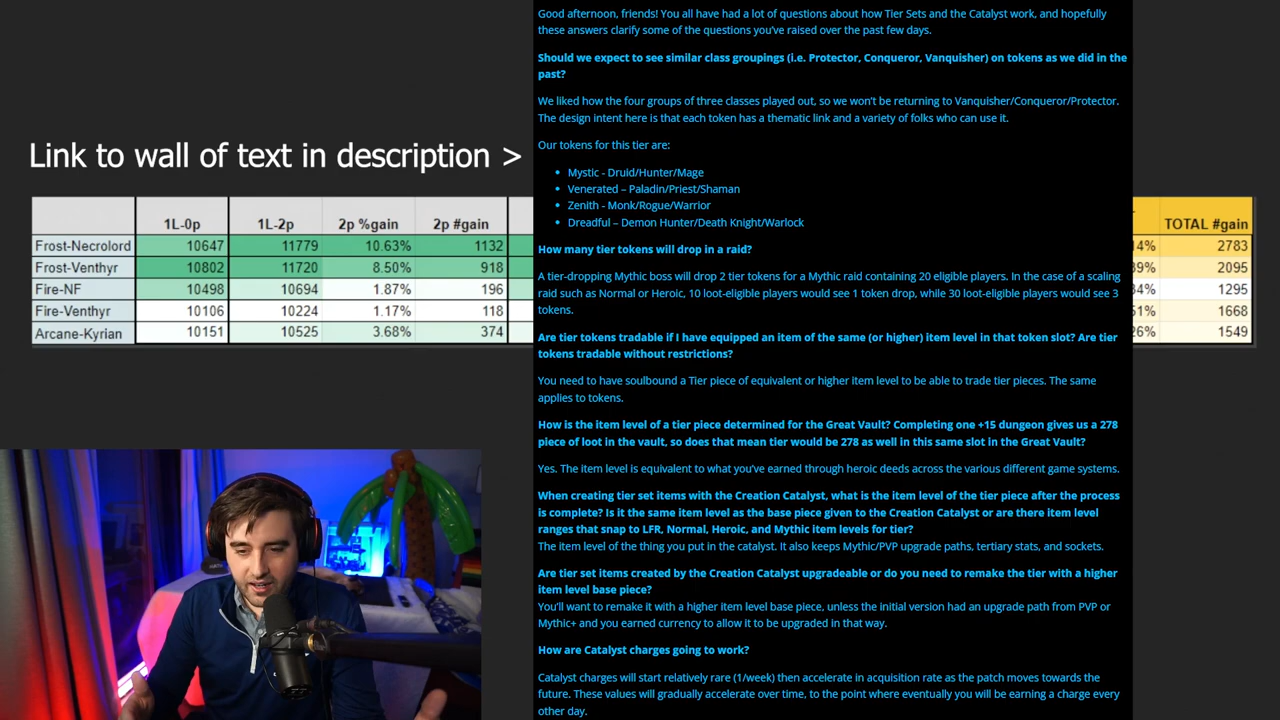 Good afternoon, friends! You all have had a lot of questions about how Tier Sets and the Catalyst work, and hopefully
these answers clarify some of the questions you've raised over the past few days.
Should we expect to see similar class groupings (i.e. Protector, Conqueror, Vanquisher) on tokens as we did in the
past?
We liked how the four groups of three classes played out, so we won't be returning to Vanquisher/Conqueror/Protector.
The design intent here is that each token has a thematic link and a variety of folks who can use it.
Our tokens for this tier are:
• Mystic - Druid/Hunter/Mage
• Venerated – Paladin/Priest/Shaman
• Zenith - Monk/Rogue/Warrior
• Dreadful – Demon Hunter/Death Knight/Warlock
How many tier tokens will drop in a raid?
A tier-dropping Mythic boss will drop 2 tier tokens for a Mythic raid containing 20 eligible players. In the case of a scaling
raid such as Normal or Heroic, 10 loot-eligible players would see 1 token drop, while 30 loot-eligible players would see 3
tokens.
Are tier tokens tradable if I have equipped an item of the same (or higher) item level in that token slot? Are tier
tokens tradable without restrictions?
You need to have soulbound a Tier piece of equivalent or higher item level to be able to trade tier pieces. The same
applies to tokens.
How is the item level of a tier piece determined for the Great Vault? Completing one +15 dungeon gives us a 278
piece of loot in the vault, so does that mean tier would be 278 as well in this same slot in the Great Vault?
Yes. The item level is equivalent to what you've earned through heroic deeds across the various different game systems.
When creating tier set items with the Creation Catalyst, what is the item level of the tier piece after the process
is complete? Is it the same item level as the base piece given to the Creation Catalyst or are there item level
ranges that snap to LFR, Normal, Heroic, and Mythic item levels for tier?
The item level of the thing you put in the catalyst. It also keeps Mythic/PVP upgrade paths, tertiary stats, and sockets.
Are tier set items created by the Creation Catalyst upgradeable or do you need to remake the tier with a higher
item level base piece?
You'll want to remake it with a higher item level base piece, unless the initial version had an upgrade path from PVP or
Mythic+ and you earned currency to allow it to be upgraded in that way.
How are Catalyst charges going to work?
Catalyst charges will start relatively rare (1/week) then accelerate in acquisition rate as the patch moves towards the
future. These values will gradually accelerate over time, to the point where eventually you will be earning a charge every
other day.
Link to wall of text in description >
1L-0p 1L-2p 2p %gain 2p #gain TOTAL #gain
Frost-Necrolord 10647 11779 10.63% 1132 14% 2783
Frost-Venthyr 10802 11720 8.50% 918 39% 2095
Fire-NF 10498 10694 1.87% 196 34% 1295
Fire-Venthyr 10106 10224 1.17% 118 51% 1668
Arcane-Kyrian 10151 10525 3.68% 374 26% 1549